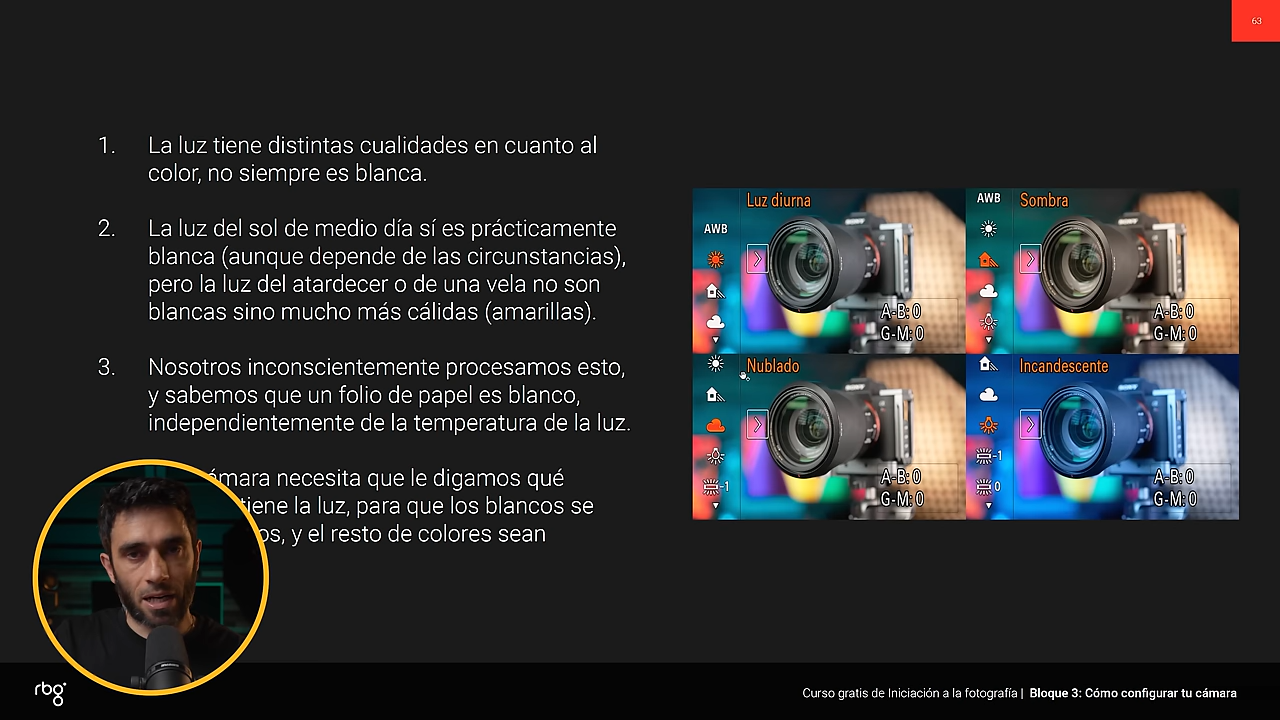 63
1. La luz tiene distintas cualidades en cuanto al
color, no siempre es blanca.
2. La luz del sol de medio día sí es prácticamente
blanca (aunque depende de las circunstancias),
pero la luz del atardecer o de una vela no son
blancas sino mucho más cálidas (amarillas).
3. Nosotros inconscientemente procesamos esto,
y sabemos que un folio de papel es blanco,
independientemente de la temperatura de la luz.
necesita que le digamos qué
tiene la luz, para que los blancos se
y el resto de colores sean
Luz diurna
AWB
A-B: 0
G-M: 0
AWB
Sombra
A-B: 0
G-M: 0
Nublado
-1
A-B: 0
G-M: 0
Incandescente
-1
0
A-B: 0
G-M: 0
SONY
SONY
SONY
SONY
rbg
Curso gratis de Iniciación a la fotografía | Bloque 3: Cómo configurar tu cámara